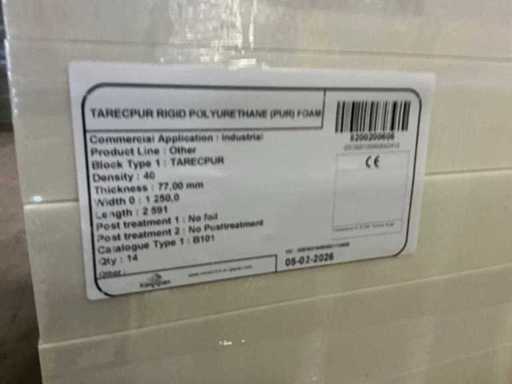 TARECPUR RIGID POLYURETHANE (PUR) FOAM
Commercial Application : Industrial
Product Line : Other
Block Type 1 : TARECPUR
Density : 40
Thickness : 77,00 mm
Width 0 : 1 250,0
Length : 2 591
Post treatment 1 : No foil
Post treatment 2 : No Posttreatment
Catalogue Type 1 : B101
Qty : 14
Other :
Kingspan
CE
05-02-2026